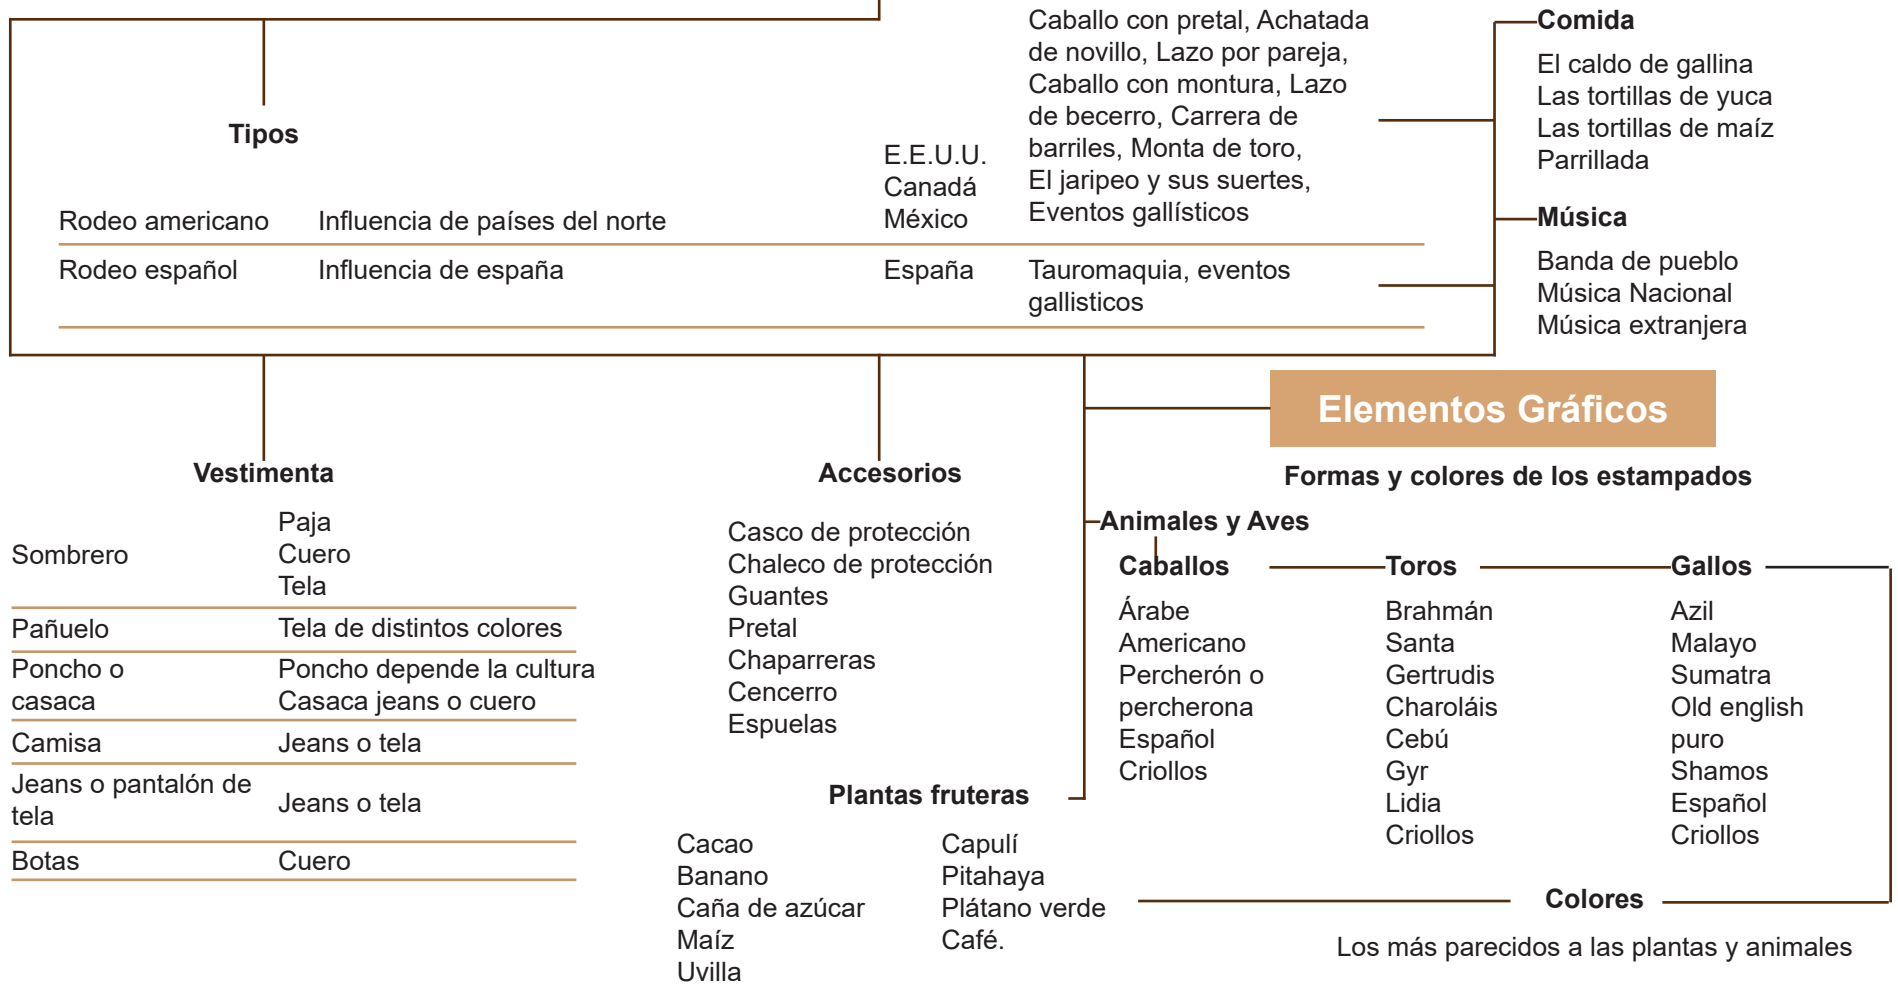 Tipos
Rodeo americano
Influencia de países del norte
E.E.U.U.
Canadá
México
Caballo con pretal, Achatada
de novillo, Lazo por pareja,
Caballo con montura, Lazo
de becerro, Carrera de
barriles, Monta de toro,
El jaripeo y sus suertes,
Eventos gallísticos
Rodeo español
Influencia de españa
España
Tauromaquia, eventos
gallisticos
Comida
El caldo de gallina
Las tortillas de yuca
Las tortillas de maíz
Parrillada
Música
Banda de pueblo
Música Nacional
Música extranjera
Vestimenta
Sombrero
Paja
Cuero
Tela
Pañuelo
Tela de distintos colores
Poncho o
casaca
Poncho depende la cultura
Casaca jeans o cuero
Camisa
Jeans o tela
Jeans o pantalón de
tela
Jeans o tela
Botas
Cuero
Accesorios
Casco de protección
Chaleco de protección
Guantes
Pretal
Chaparreras
Cencerro
Espuelas
Elementos Gráficos
Formas y colores de los estampados
Animales y Aves
Caballos
Árabe
Americano
Percherón o
percherona
Español
Criollos
Toros
Brahmán
Santa
Gertrudis
Charoláis
Cebú
Gyr
Lidia
Criollos
Gallos
Azil
Malayo
Sumatra
Old english
puro
Shamos
Español
Criollos
Plantas fruteras
Cacao
Banano
Caña de azúcar
Maíz
Uvilla
Capulí
Pitahaya
Plátano verde
Café.
Colores
Los más parecidos a las plantas y animales